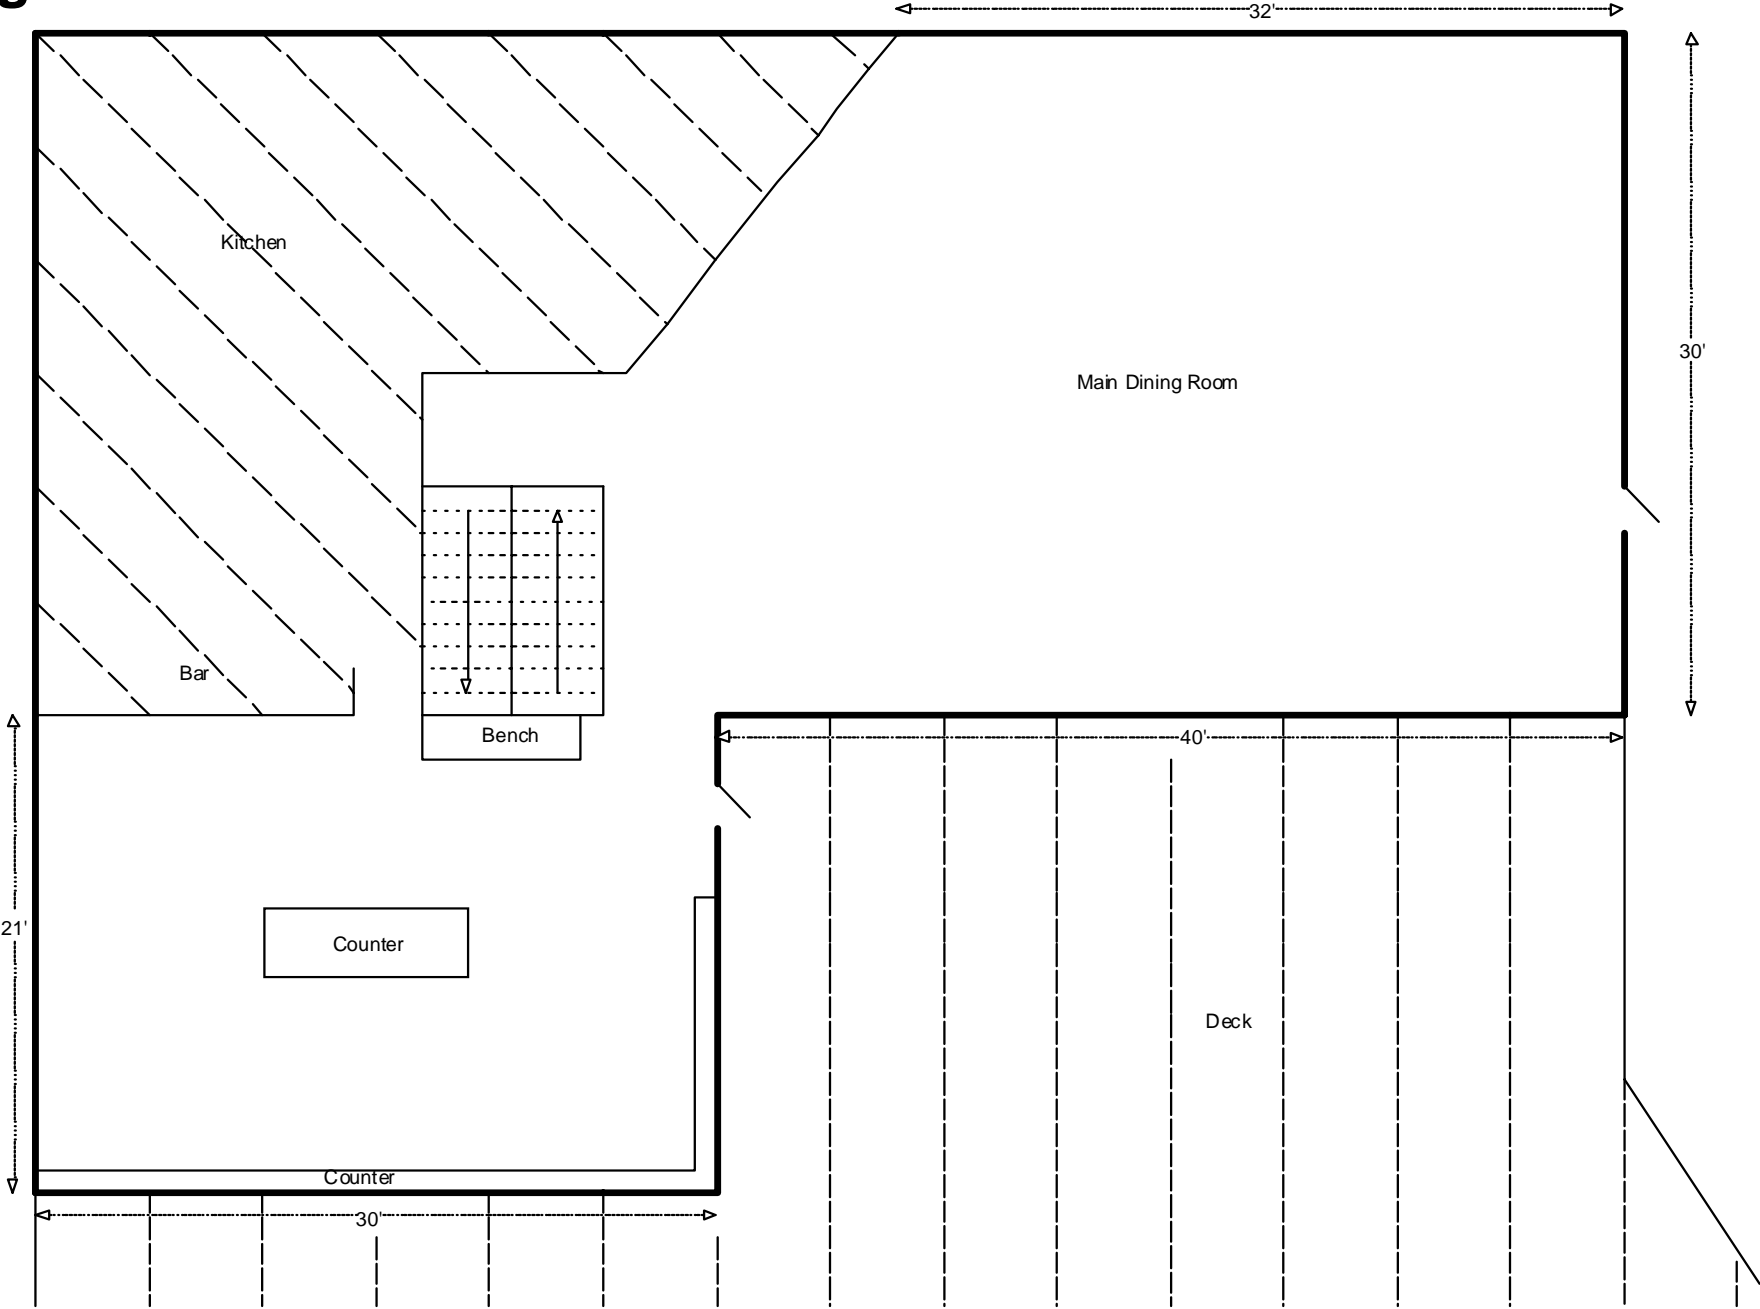 32'
Kitchen
30'
Main Dining Room
Bar
Bench
40'
21'
Counter
Deck
Counter
30'